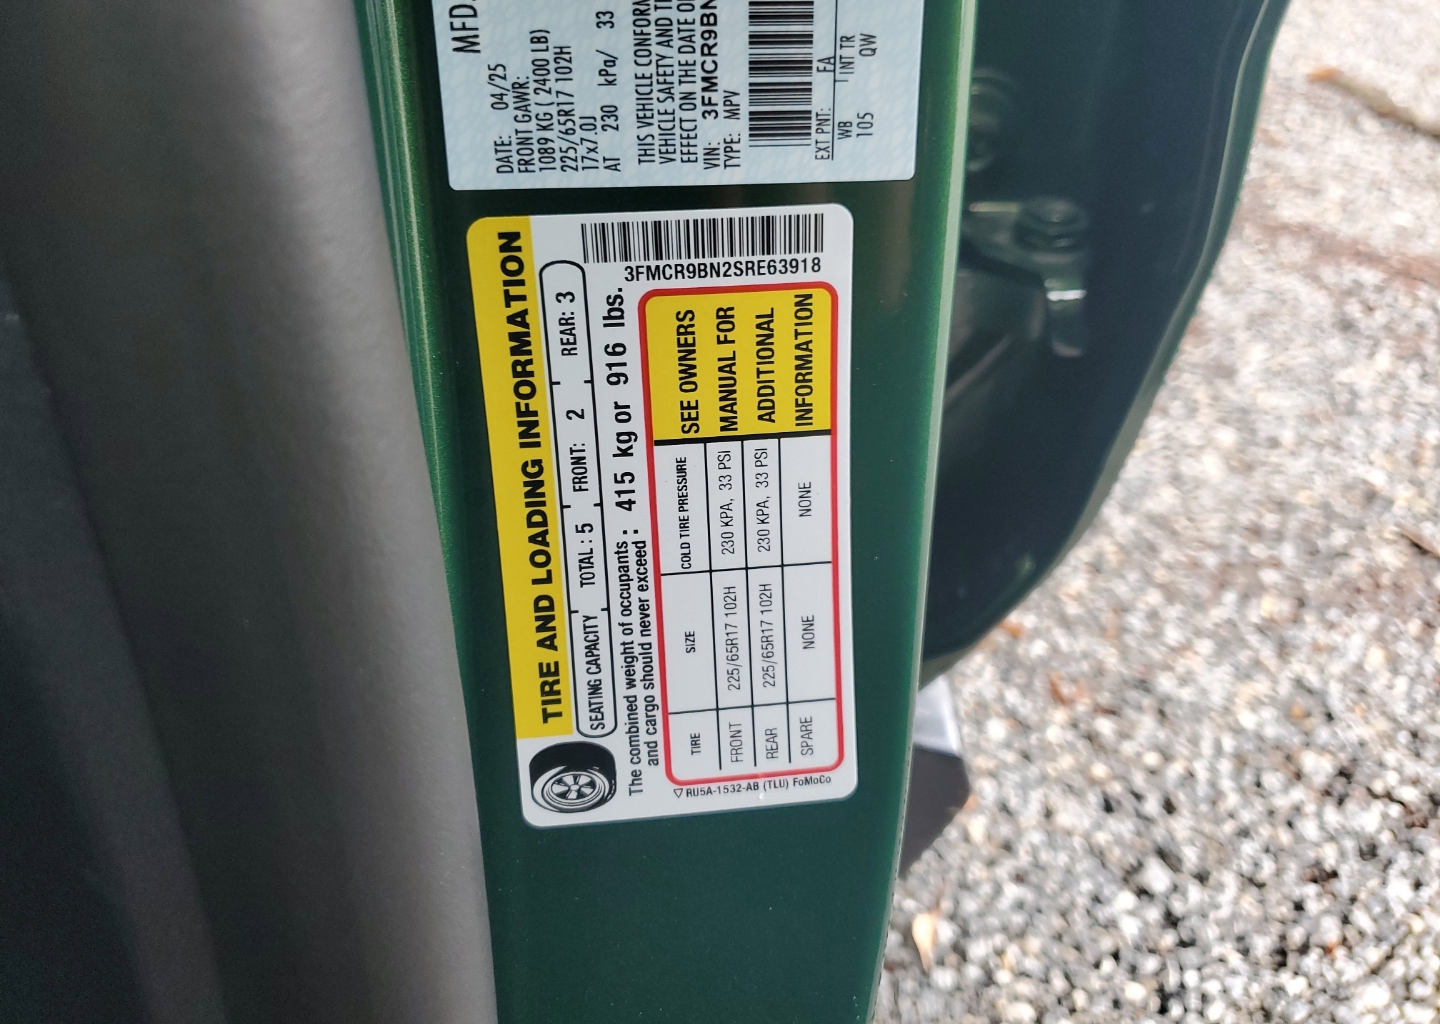 MFD.
DATE: 04/25
FRONT GAWR:
1089 KG ( 2400 LB)
225/65R17 102H
17x7.0J
AT 230 kPa/ 33
THIS VEHICLE CONFORM
VEHICLE SAFETY AND
EFFECT ON THE DATE
VIN: 3FMCR9BN
TYPE: MPV
EXT PNT: FA
WB INT TR
105 QW
TIRE AND LOADING INFORMATION
SEATING CAPACITY TOTAL : 5 FRONT: 2 REAR: 3
The combined weight of occupants :
and cargo should never exceed : 415 kg or 916 lbs.
3FMCR9BN2SRE63918
TIRE SIZE COLD TIRE PRESSURE
FRONT 225/65R17 102H 230 KPA, 33 PSI
REAR 225/65R17 102H 230 KPA, 33 PSI
SPARE NONE NONE
SEE OWNERS
MANUAL FOR
ADDITIONAL
INFORMATION
RU5A-1532-AB (TLU) FoMoCo